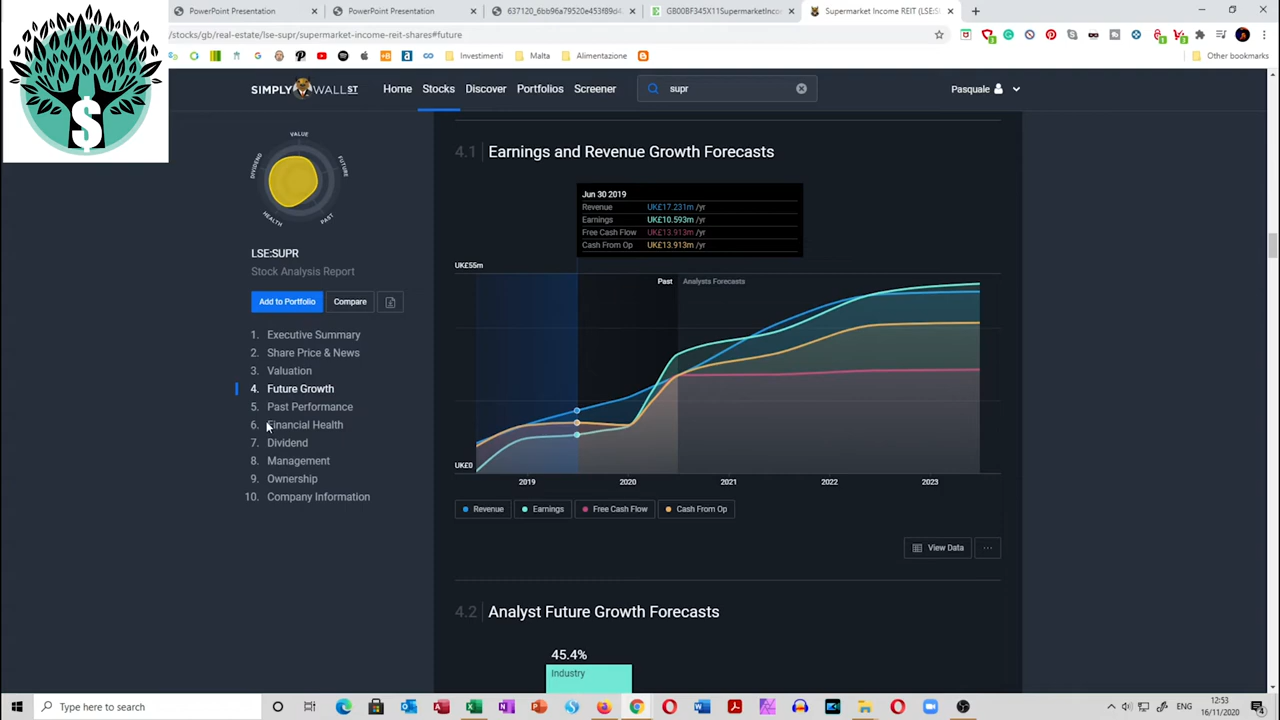 PowerPoint Presentation
PowerPoint Presentation
637120_6bb96a79520e453f89d4
GB00BF345X11SupermarketInco
Supermarket Income REIT (LSE:SU
/stocks/gb/real-estate/lse-supr/supermarket-income-reit-shares#future
Investimenti
Malta
Alimentazione
Other bookmarks
$
SIMPLY WALL ST
Home
Stocks
Discover
Portfolios
Screener
supr
Pasquale
VALUE
FUTURE
PAST
HEALTH
DIVIDEND
LSE:SUPR
Stock Analysis Report
Add to Portfolio
Compare
1. Executive Summary
2. Share Price & News
3. Valuation
4. Future Growth
5. Past Performance
6. Financial Health
7. Dividend
8. Management
9. Ownership
10. Company Information
4.1 Earnings and Revenue Growth Forecasts
Jun 30 2019
Revenue UK£17.231m /yr
Earnings UK£10.593m /yr
Free Cash Flow UK£13.913m /yr
Cash From Op UK£13.913m /yr
UK£55m
Past
Analysts Forecasts
UK£0
2019
2020
2021
2022
2023
Revenue
Earnings
Free Cash Flow
Cash From Op
View Data
4.2 Analyst Future Growth Forecasts
45.4%
Industry
Type here to search
ENG
12:53
16/11/2020